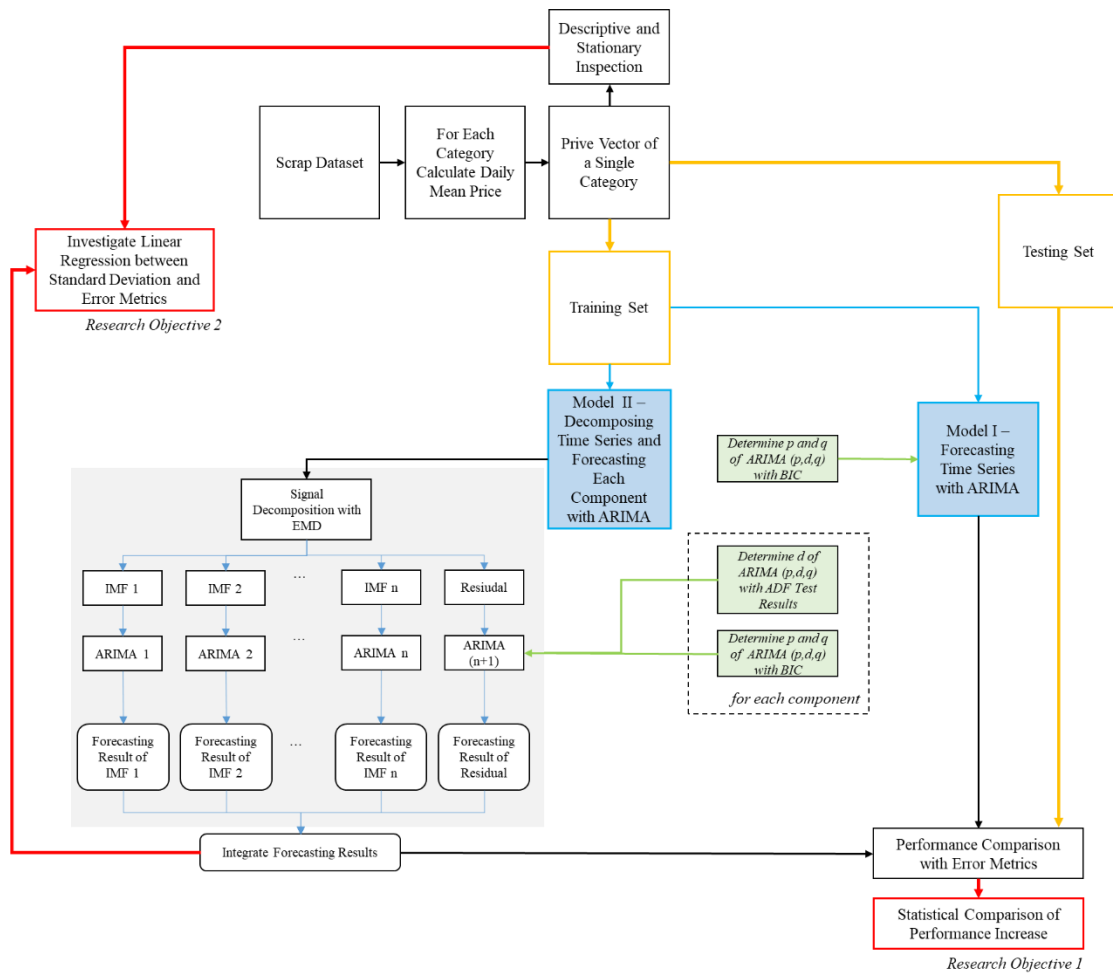 Descriptive and
Stationary
Inspection
Scrap Dataset
For Each
Category
Calculate Daily
Mean Price
Prive Vector of
a Single
Category
Investigate Linear
Regression between
Standard Deviation and
Error Metrics
Research Objective 2
Training Set
Testing Set
Model II –
Decomposing
Time Series and
Forecasting
Each
Component
with ARIMA
Determine p and q
of ARIMA (p,d,q)
with BIC
Model I –
Forecasting
Time Series
with ARIMA
Signal
Decomposition with
EMD
IMF 1
IMF 2
...
IMF n
Resiudal
Determine d of
ARIMA (p,d,q)
with ADF Test
Results
ARIMA 1
ARIMA 2
...
ARIMA n
ARIMA
(n+1)
Determine p and q
of ARIMA (p,d,q)
with BIC
for each component
Forecasting
Result of
IMF 1
Forecasting
Result of
IMF 2
...
Forecasting
Result of
IMF n
Forecasting
Result of
Residual
Integrate Forecasting Results
Performance Comparison
with Error Metrics
Statistical Comparison of
Performance Increase
Research Objective 1